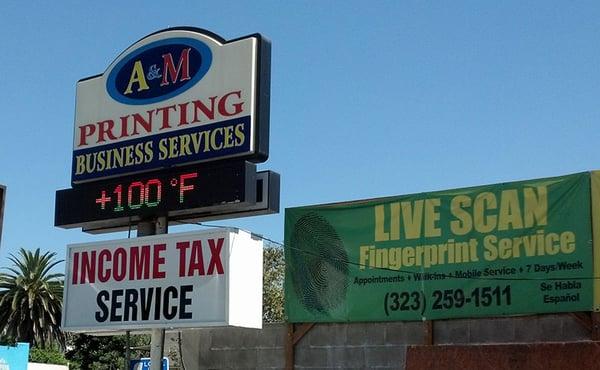 A & M
PRINTING
BUSINESS SERVICES
+100 °F
INCOME TAX
SERVICE
LIVE SCAN
Fingerprint Service
Appointments + Walk-ins + Mobile Service + 7 Days/Week
(323) 259-1511
Se Habla
Español